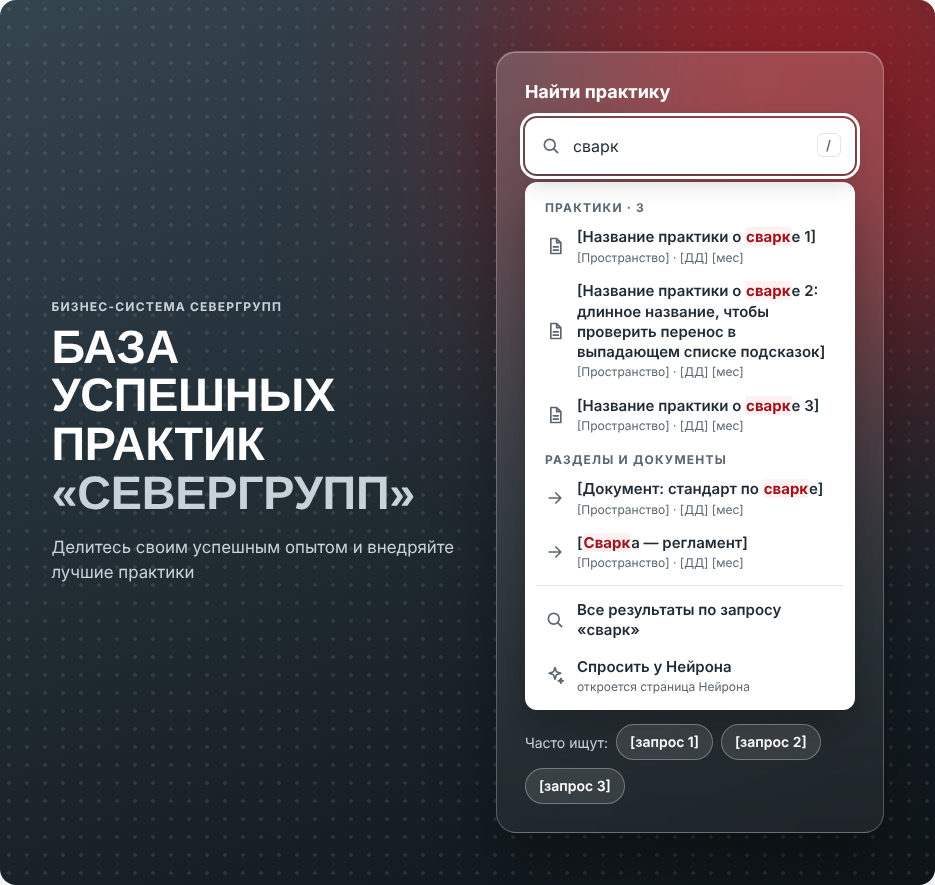 БИЗНЕС-СИСТЕМА СЕВЕРГРУПП
БАЗА
УСПЕШНЫХ
ПРАКТИК
«СЕВЕРГРУПП»
Делитесь своим успешным опытом и внедряйте
лучшие практики
Найти практику
сварк /
ПРАКТИКИ · 3
[Название практики о сварке 1]
[Пространство] · [ДД] [мес]
[Название практики о сварке 2:
длинное название, чтобы
проверить перенос в
выпадающем списке подсказок]
[Пространство] · [ДД] [мес]
[Название практики о сварке 3]
[Пространство] · [ДД] [мес]
РАЗДЕЛЫ И ДОКУМЕНТЫ
[Документ: стандарт по сварке]
[Пространство] · [ДД] [мес]
[Сварка — регламент]
[Пространство] · [ДД] [мес]
Все результаты по запросу
«сварк»
Спросить у Нейрона
откроется страница Нейрона
Часто ищут: [запрос 1] [запрос 2]
[запрос 3]